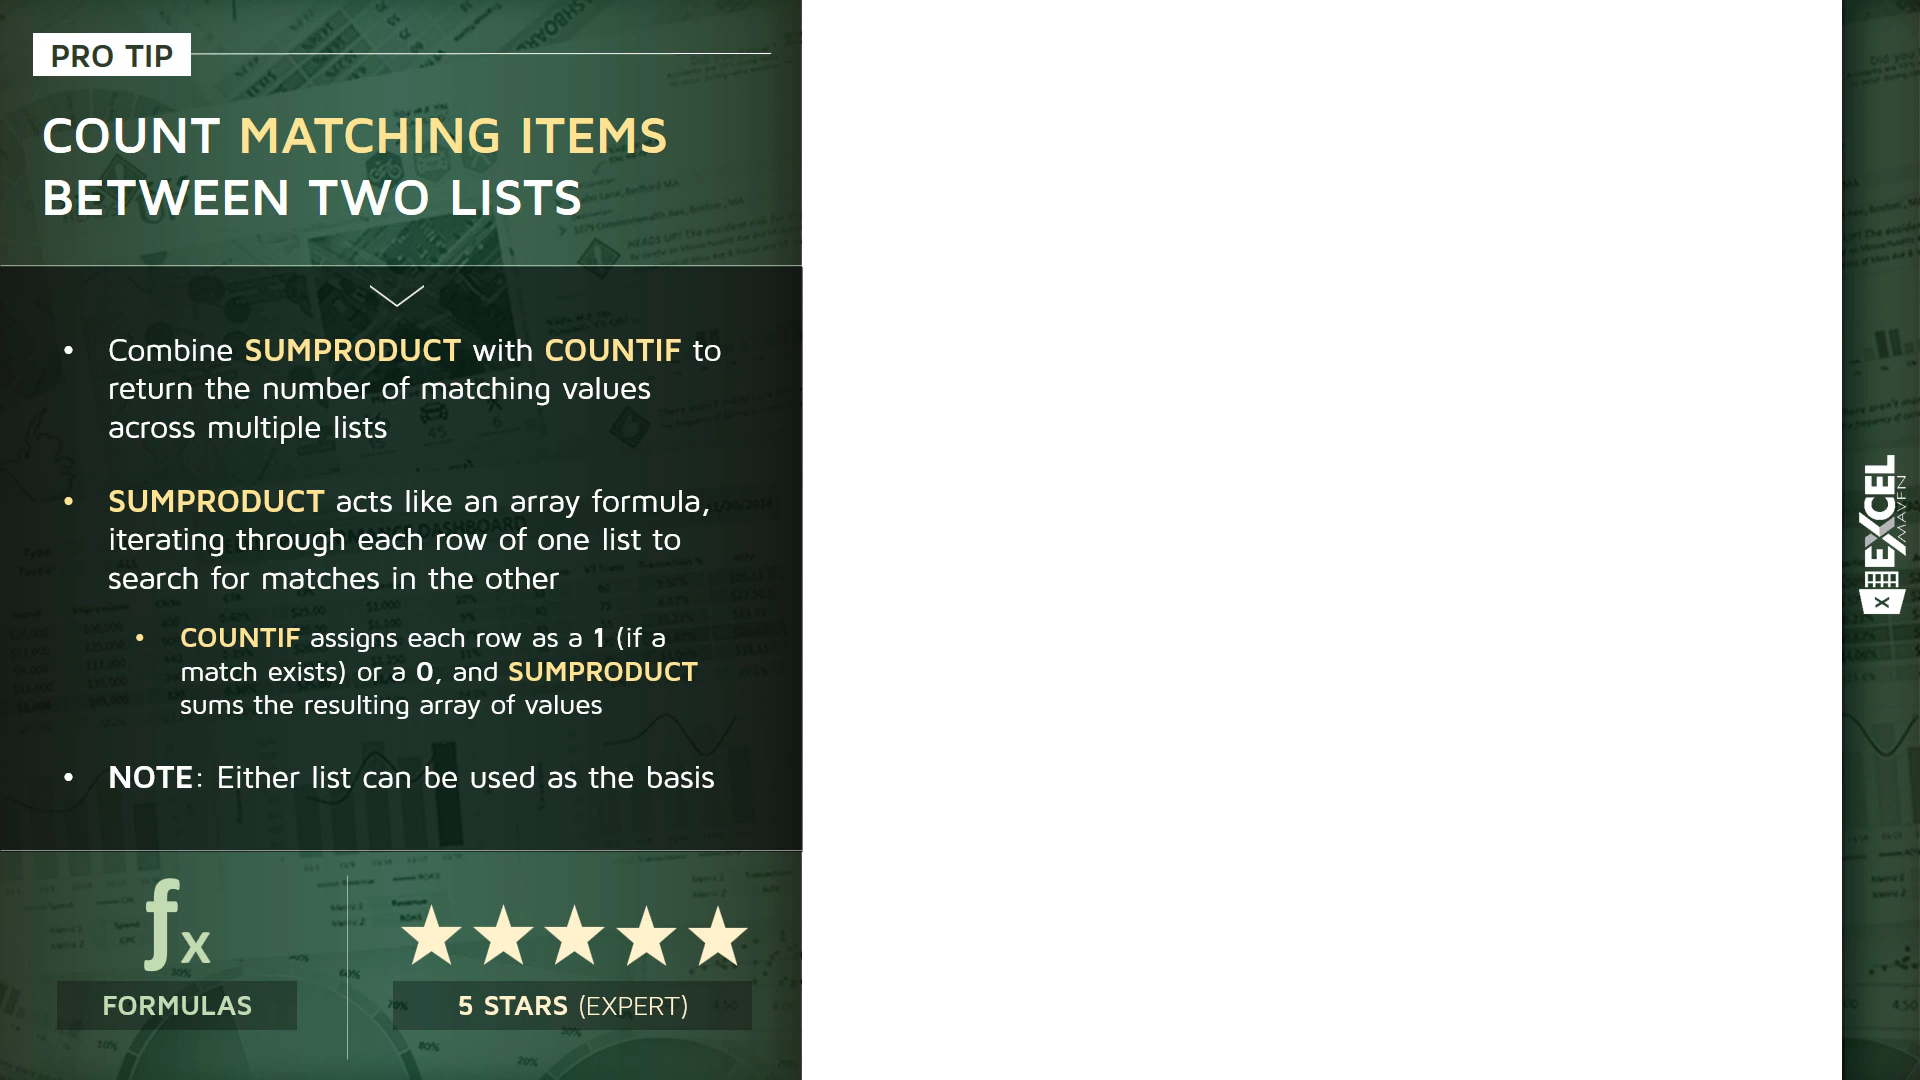 PRO TIP
COUNT MATCHING ITEMS
BETWEEN TWO LISTS
• Combine SUMPRODUCT with COUNTIF to
return the number of matching values
across multiple lists
• SUMPRODUCT acts like an array formula,
iterating through each row of one list to
search for matches in the other
• COUNTIF assigns each row as a 1 (if a
match exists) or a 0, and SUMPRODUCT
sums the resulting array of values
• NOTE: Either list can be used as the basis
fx
FORMULAS
5 STARS (EXPERT)
X
EXCEL
MAVEN